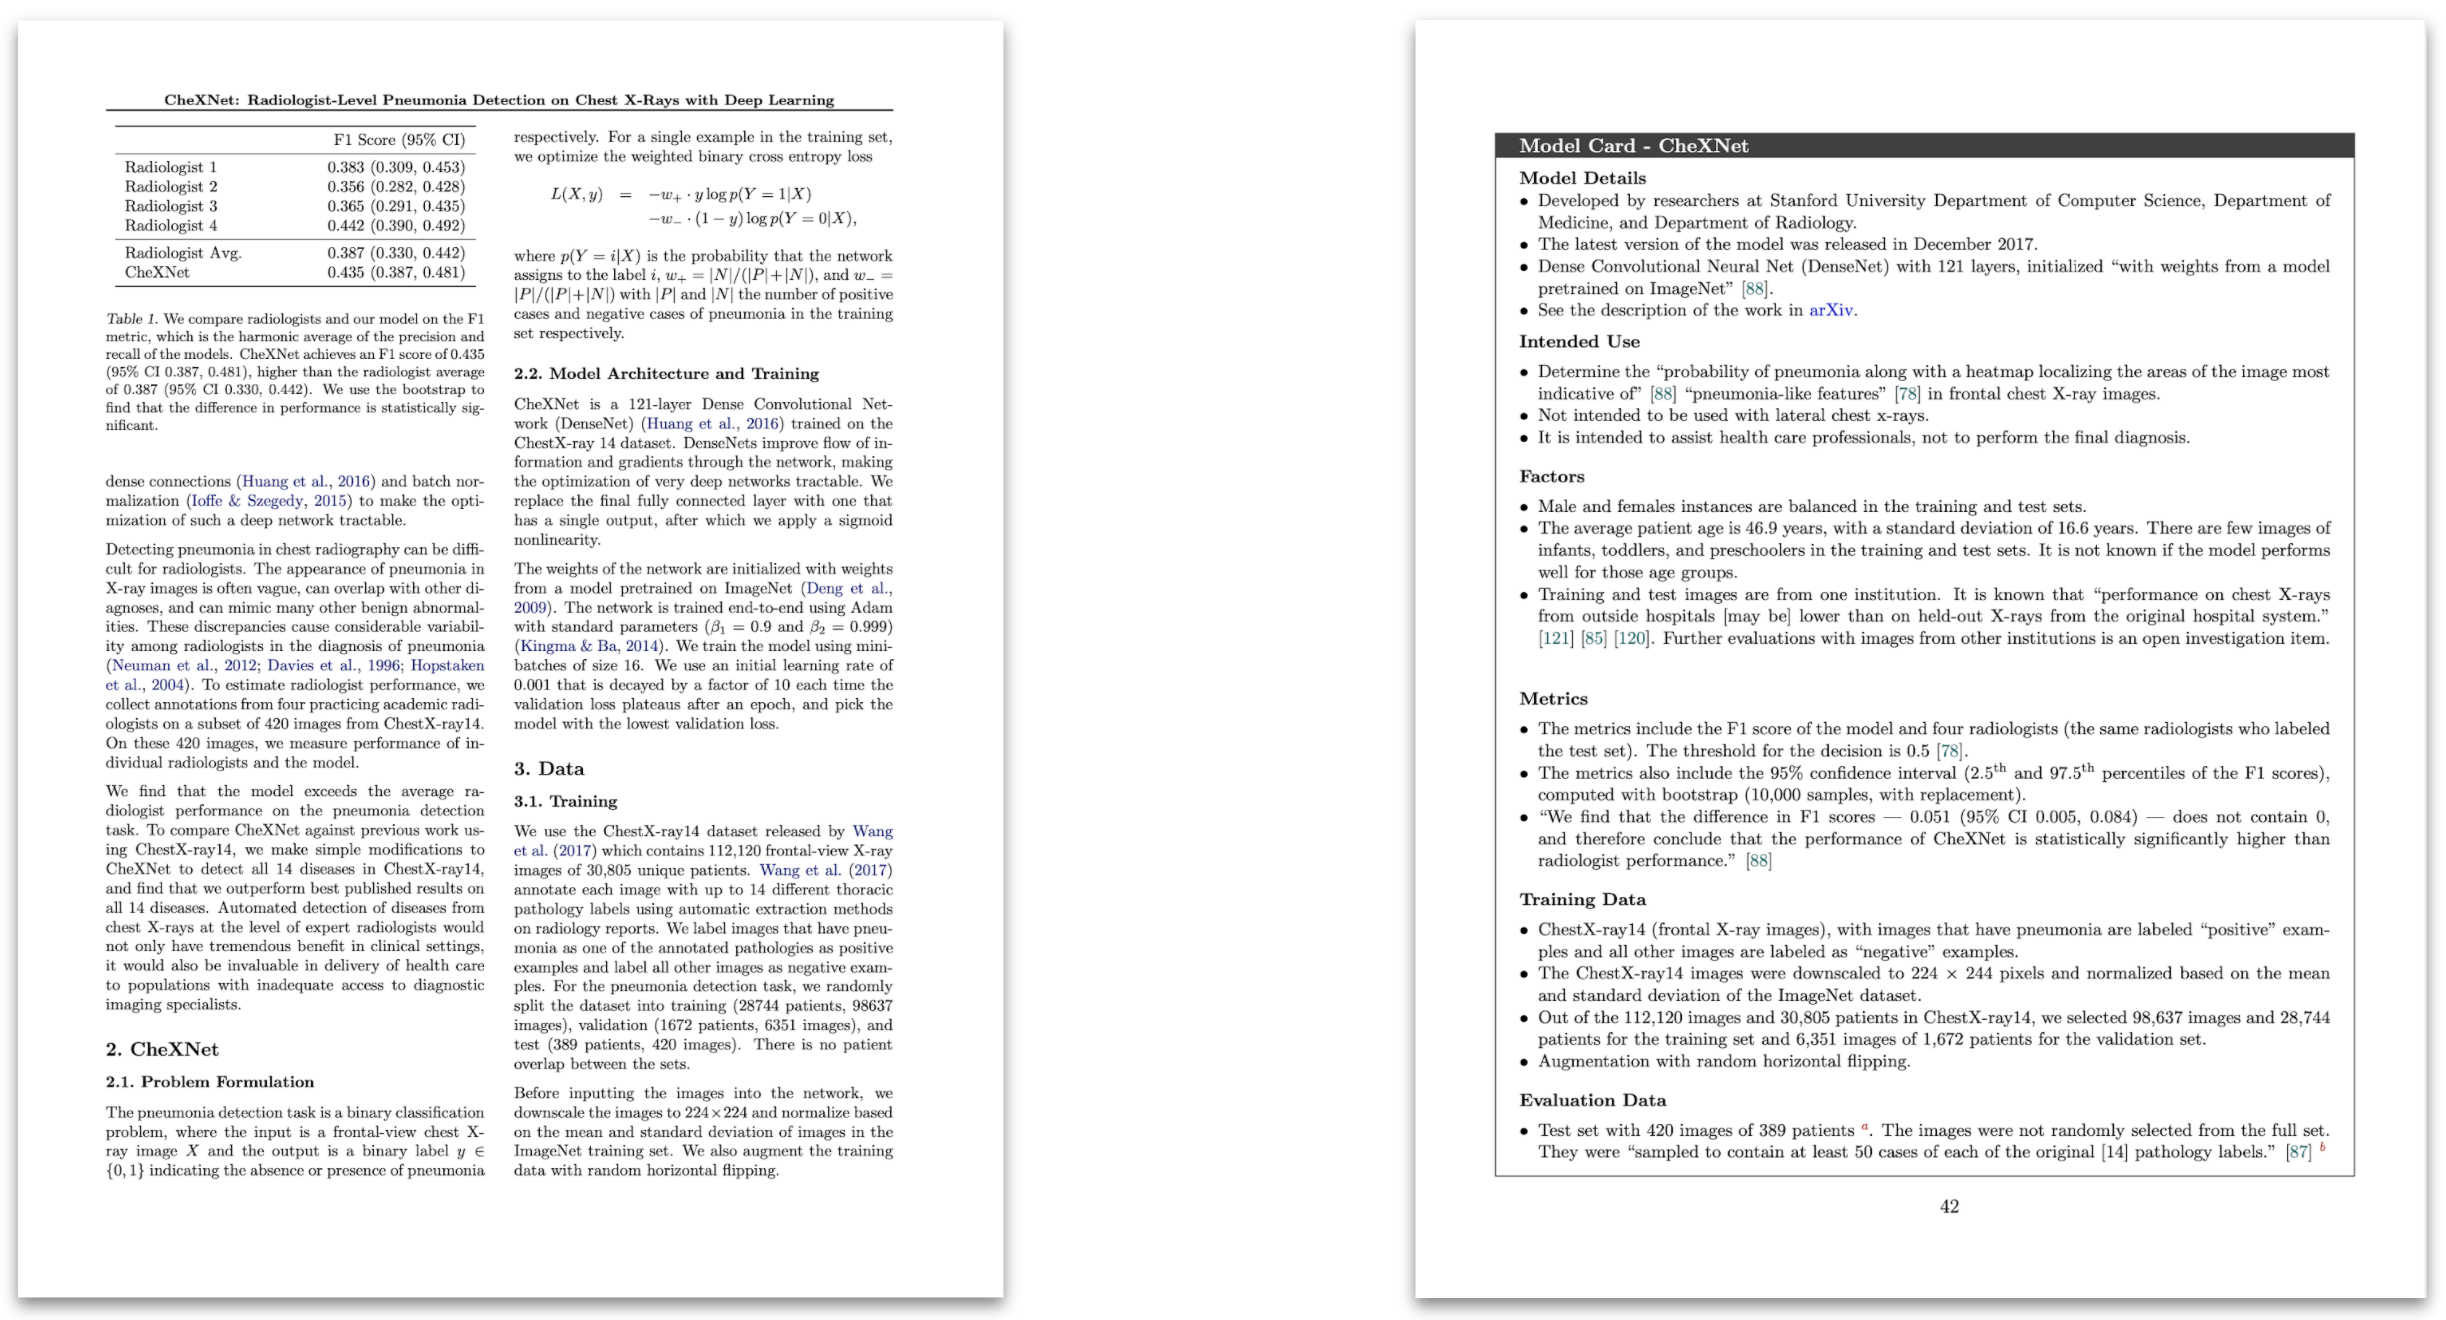 CheXNet: Radiologist-Level Pneumonia Detection on Chest X-Rays with Deep Learning
F1 Score (95% CI)
Radiologist 1 0.383 (0.309, 0.453)
Radiologist 2 0.356 (0.282, 0.428)
Radiologist 3 0.365 (0.291, 0.435)
Radiologist 4 0.442 (0.390, 0.492)
Radiologist Avg. 0.387 (0.330, 0.442)
CheXNet 0.435 (0.387, 0.481)
Table 1. We compare radiologists and our model on the F1
metric, which is the harmonic average of the precision and
recall of the models. CheXNet achieves an F1 score of 0.435
(95% CI 0.387, 0.481), higher than the radiologist average
of 0.387 (95% CI 0.330, 0.442). We use the bootstrap to
find that the difference in performance is statistically sig-
nificant.
dense connections (Huang et al., 2016) and batch nor-
malization (Ioffe & Szegedy, 2015) to make the opti-
mization of such a deep network tractable.
Detecting pneumonia in chest radiography can be diffi-
cult for radiologists. The appearance of pneumonia in
X-ray images is often vague, can overlap with other di-
agnoses, and can mimic many other benign abnormal-
ities. These discrepancies cause considerable variabil-
ity among radiologists in the diagnosis of pneumonia
(Neuman et al., 2012; Davies et al., 1996; Hopstaken
et al., 2004). To estimate radiologist performance, we
collect annotations from four practicing academic radi-
ologists on a subset of 420 images from ChestX-ray14.
On these 420 images, we measure performance of in-
dividual radiologists and the model.
We find that the model exceeds the average ra-
diologist performance on the pneumonia detection
task. To compare CheXNet against previous work us-
ing ChestX-ray14, we make simple modifications to
CheXNet to detect all 14 diseases in ChestX-ray14,
and find that we outperform best published results on
all 14 diseases. Automated detection of diseases from
chest X-rays at the level of expert radiologists would
not only have tremendous benefit in clinical settings,
it would also be invaluable in delivery of health care
to populations with inadequate access to diagnostic
imaging specialists.
2. CheXNet
2.1. Problem Formulation
The pneumonia detection task is a binary classification
problem, where the input is a frontal-view chest X-
ray image X and the output is a binary label y ∈
{0, 1} indicating the absence or presence of pneumonia
respectively. For a single example in the training set,
we optimize the weighted binary cross entropy loss
L(X, y) = −w₊ · y log p(Y = 1|X)
−w₋ · (1 − y) log p(Y = 0|X),
where p(Y = i|X) is the probability that the network
assigns to the label i, w₊ = |N|/(|P|+|N|), and w₋ =
|P|/(|P|+|N|) with |P| and |N| the number of positive
cases and negative cases of pneumonia in the training
set respectively.
2.2. Model Architecture and Training
CheXNet is a 121-layer Dense Convolutional Net-
work (DenseNet) (Huang et al., 2016) trained on the
ChestX-ray 14 dataset. DenseNets improve flow of in-
formation and gradients through the network, making
the optimization of very deep networks tractable. We
replace the final fully connected layer with one that
has a single output, after which we apply a sigmoid
nonlinearity.
The weights of the network are initialized with weights
from a model pretrained on ImageNet (Deng et al.,
2009). The network is trained end-to-end using Adam
with standard parameters (β₁ = 0.9 and β₂ = 0.999)
(Kingma & Ba, 2014). We train the model using mini-
batches of size 16. We use an initial learning rate of
0.001 that is decayed by a factor of 10 each time the
validation loss plateaus after an epoch, and pick the
model with the lowest validation loss.
3. Data
3.1. Training
We use the ChestX-ray14 dataset released by Wang
et al. (2017) which contains 112,120 frontal-view X-ray
images of 30,805 unique patients. Wang et al. (2017)
annotate each image with up to 14 different thoracic
pathology labels using automatic extraction methods
on radiology reports. We label images that have pneu-
monia as one of the annotated pathologies as positive
examples and label all other images as negative exam-
ples. For the pneumonia detection task, we randomly
split the dataset into training (28744 patients, 98637
images), validation (1672 patients, 6351 images), and
test (389 patients, 420 images). There is no patient
overlap between the sets.
Before inputting the images into the network, we
downscale the images to 224×224 and normalize based
on the mean and standard deviation of images in the
ImageNet training set. We also augment the training
data with random horizontal flipping.
Model Card - CheXNet
Model Details
• Developed by researchers at Stanford University Department of Computer Science, Department of
Medicine, and Department of Radiology.
• The latest version of the model was released in December 2017.
• Dense Convolutional Neural Net (DenseNet) with 121 layers, initialized “with weights from a model
pretrained on ImageNet” [88].
• See the description of the work in arXiv.
Intended Use
• Determine the “probability of pneumonia along with a heatmap localizing the areas of the image most
indicative of” [88] “pneumonia-like features” [78] in frontal chest X-ray images.
• Not intended to be used with lateral chest x-rays.
• It is intended to assist health care professionals, not to perform the final diagnosis.
Factors
• Male and females instances are balanced in the training and test sets.
• The average patient age is 46.9 years, with a standard deviation of 16.6 years. There are few images of
infants, toddlers, and preschoolers in the training and test sets. It is not known if the model performs
well for those age groups.
• Training and test images are from one institution. It is known that “performance on chest X-rays
from outside hospitals [may be] lower than on held-out X-rays from the original hospital system.”
[121] [85] [120]. Further evaluations with images from other institutions is an open investigation item.
Metrics
• The metrics include the F1 score of the model and four radiologists (the same radiologists who labeled
the test set). The threshold for the decision is 0.5 [78].
• The metrics also include the 95% confidence interval (2.5th and 97.5th percentiles of the F1 scores),
computed with bootstrap (10,000 samples, with replacement).
• “We find that the difference in F1 scores — 0.051 (95% CI 0.005, 0.084) — does not contain 0,
and therefore conclude that the performance of CheXNet is statistically significantly higher than
radiologist performance.” [88]
Training Data
• ChestX-ray14 (frontal X-ray images), with images that have pneumonia are labeled “positive” exam-
ples and all other images are labeled as “negative” examples.
• The ChestX-ray14 images were downscaled to 224 × 244 pixels and normalized based on the mean
and standard deviation of the ImageNet dataset.
• Out of the 112,120 images and 30,805 patients in ChestX-ray14, we selected 98,637 images and 28,744
patients for the training set and 6,351 images of 1,672 patients for the validation set.
• Augmentation with random horizontal flipping.
Evaluation Data
• Test set with 420 images of 389 patients a. The images were not randomly selected from the full set.
They were “sampled to contain at least 50 cases of each of the original [14] pathology labels.” [87] b
42